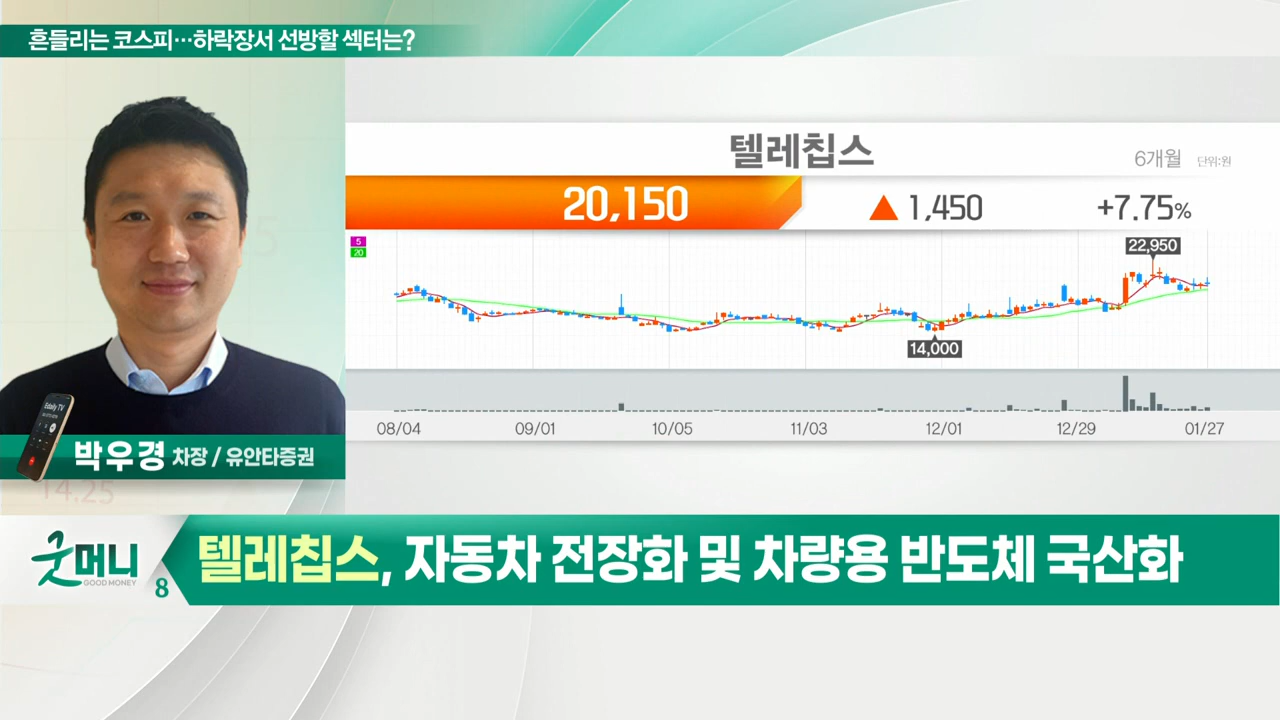 흔들리는 코스피…하락장서 선방할 섹터는?
텔레칩스
6개월 단위:원
20,150 ▲ 1,450 +7.75%
5
20
22,950
14,000
08/04 09/01 10/05 11/03 12/01 12/29 01/27
Edaily TV
박우경 차장 / 유안타증권
14.25
굿머니
GOOD MONEY
8
텔레칩스, 자동차 전장화 및 차량용 반도체 국산화